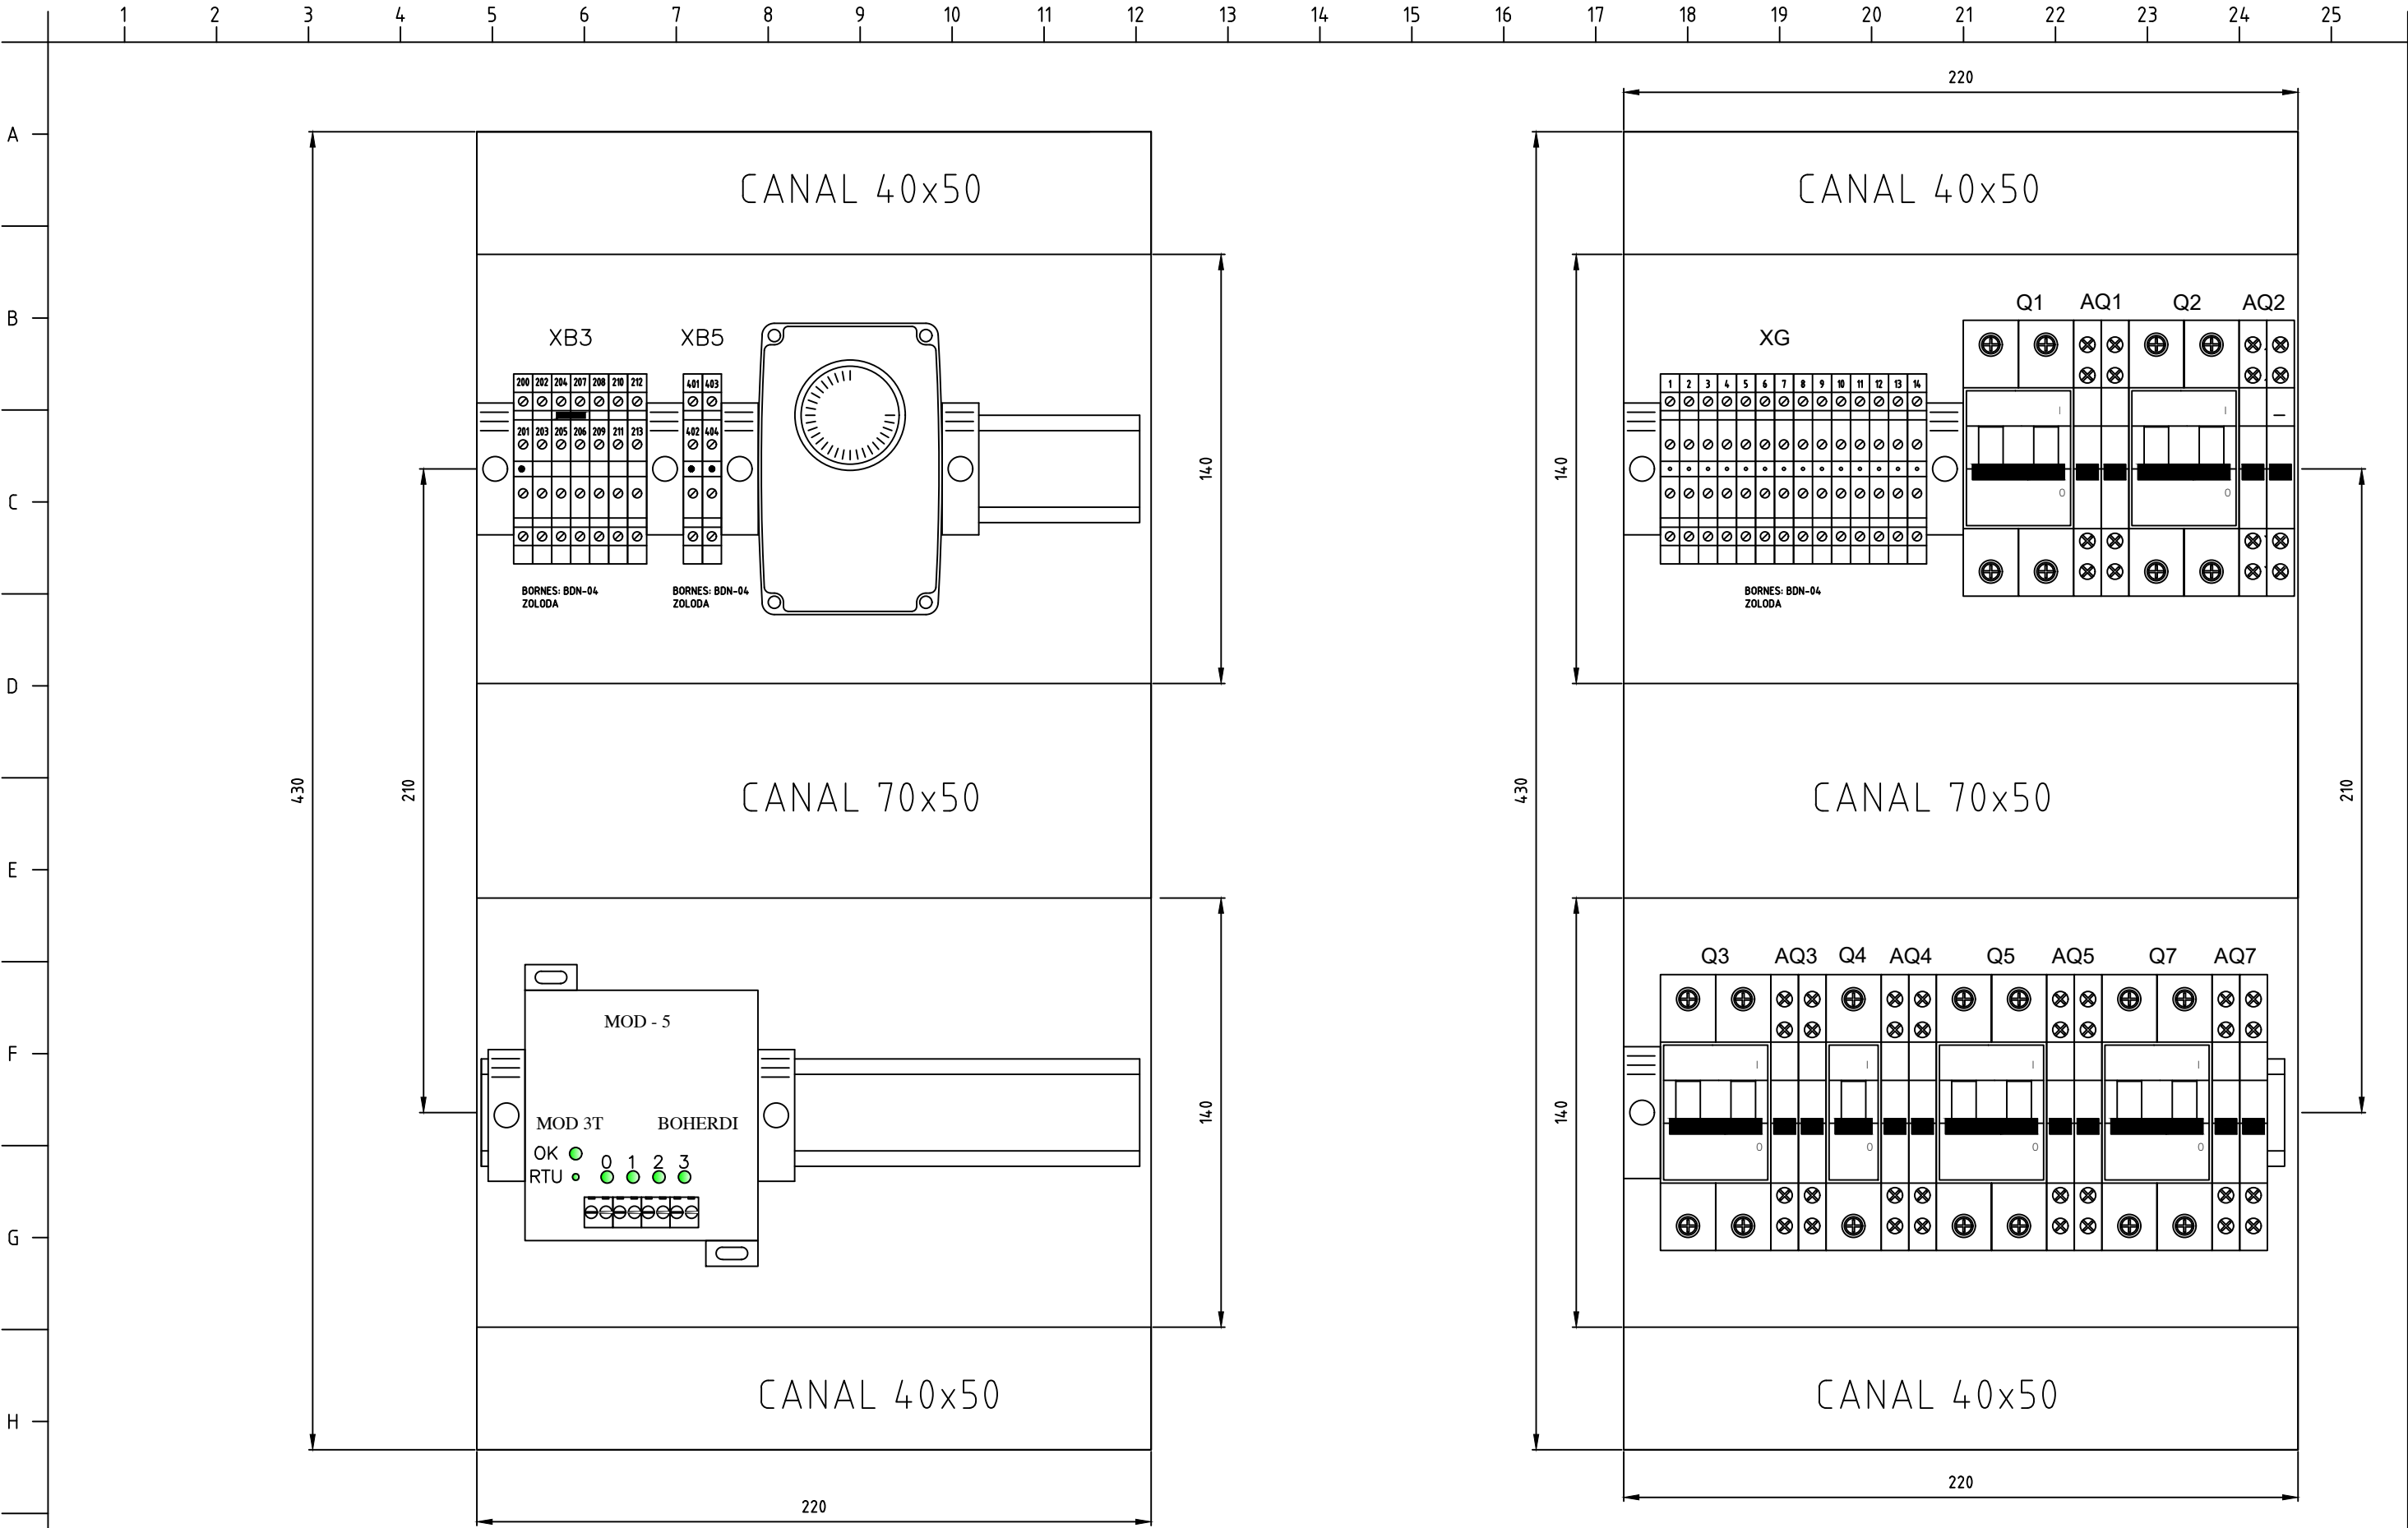 1 2 3 4 5 6 7 8 9 10 11 12 13 14 15 16 17 18 19 20 21 22 23 24 25
A
B
C
D
E
F
G
H
430
210
CANAL 40x50
XB3 XB5
200 202 204 207 208 210 212
401 403
201 203 205 206 209 211 213
402 404
BORNES: BDN-04
ZOLODA
BORNES: BDN-04
ZOLODA
140
CANAL 70x50
MOD - 5
MOD 3T BOHERDI
OK
RTU
0 1 2 3
140
CANAL 40x50
220
220
430
CANAL 40x50
140
XG
1 2 3 4 5 6 7 8 9 10 11 12 13 14
BORNES: BDN-04
ZOLODA
Q1 AQ1 Q2 AQ2
I I
O O
210
CANAL 70x50
140
Q3 AQ3 Q4 AQ4 Q5 AQ5 Q7 AQ7
I I I I
O O O O
CANAL 40x50
220